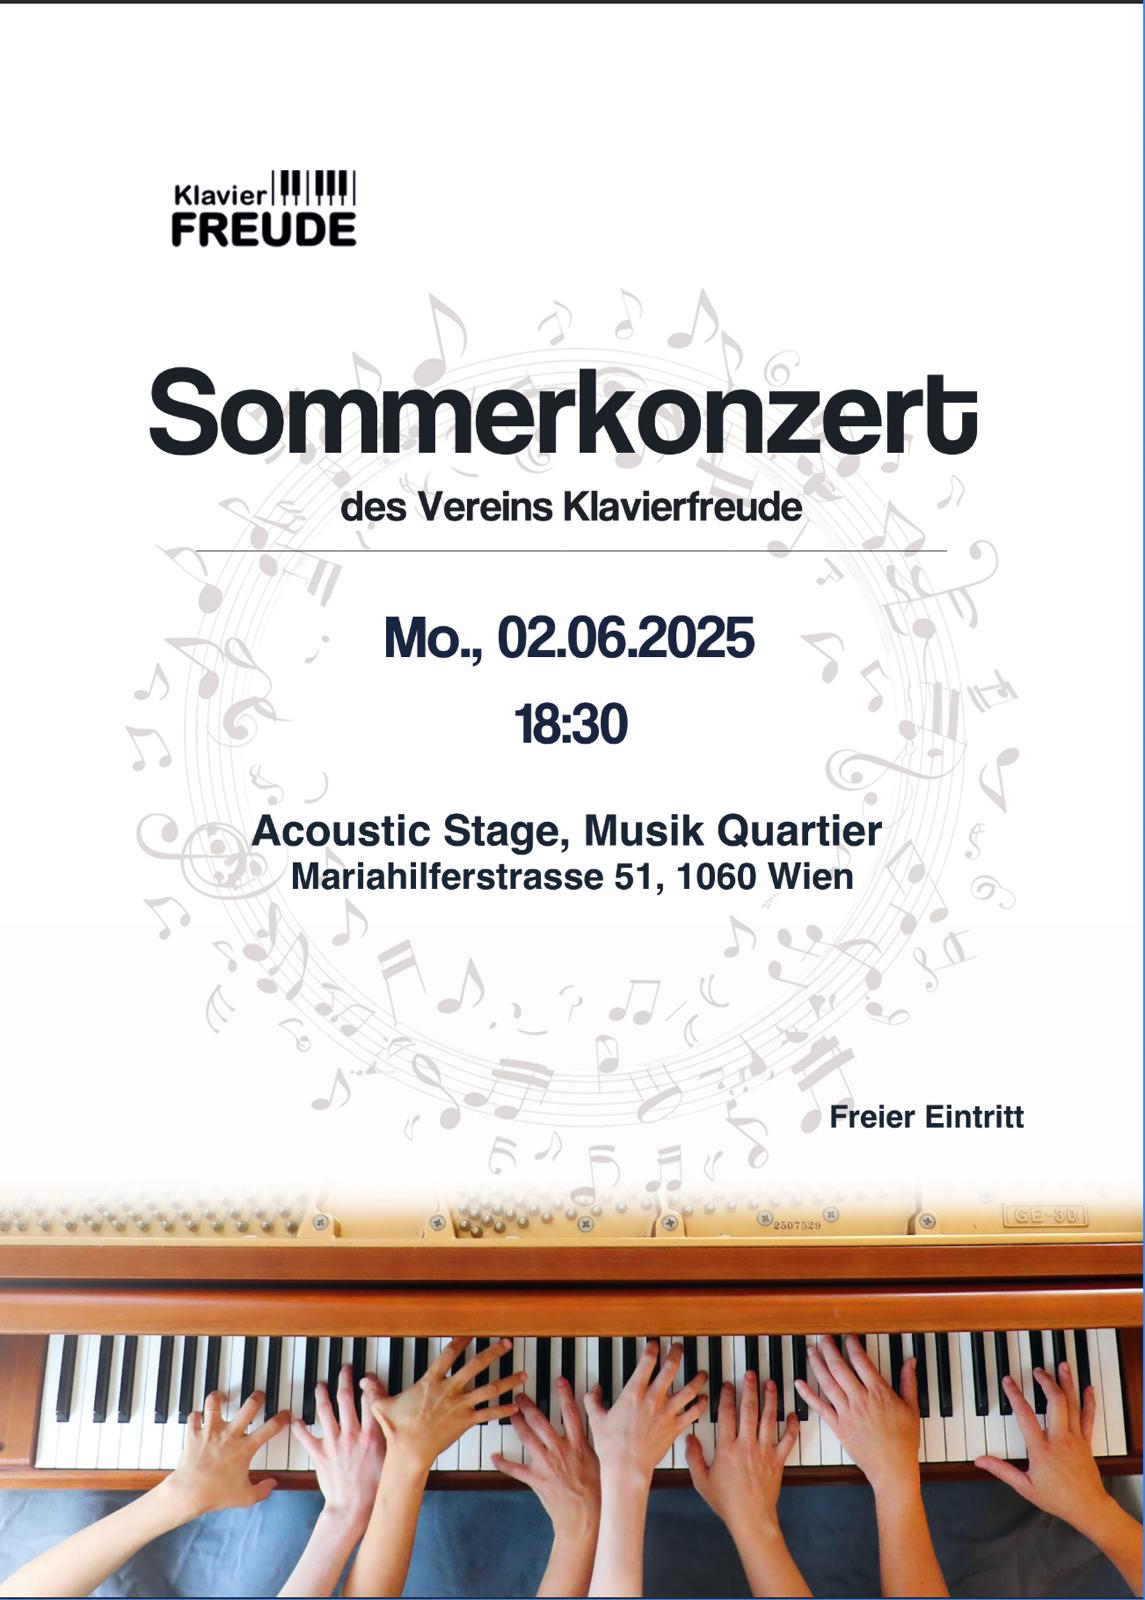 Klavier
FREUDE
Sommerkonzert
des Vereins Klavierfreude
Mo., 02.06.2025
18:30
Acoustic Stage, Musik Quartier
Mariahilferstrasse 51, 1060 Wien
Freier Eintritt
2507529
GE-30